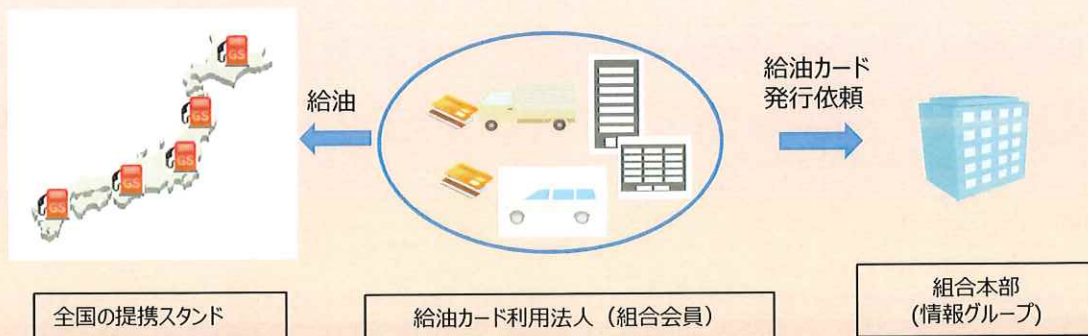 GS
GS
GS
GS
GS
給油
給油カード
発行依頼
全国の提携スタンド
給油カード利用法人（組合会員）
組合本部
(情報グループ)